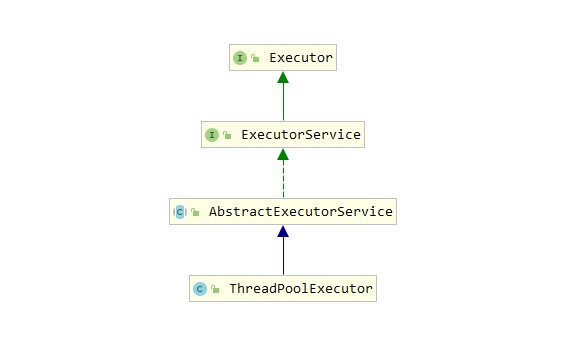 I Executor
I ExecutorService
C AbstractExecutorService
C ThreadPoolExecutor